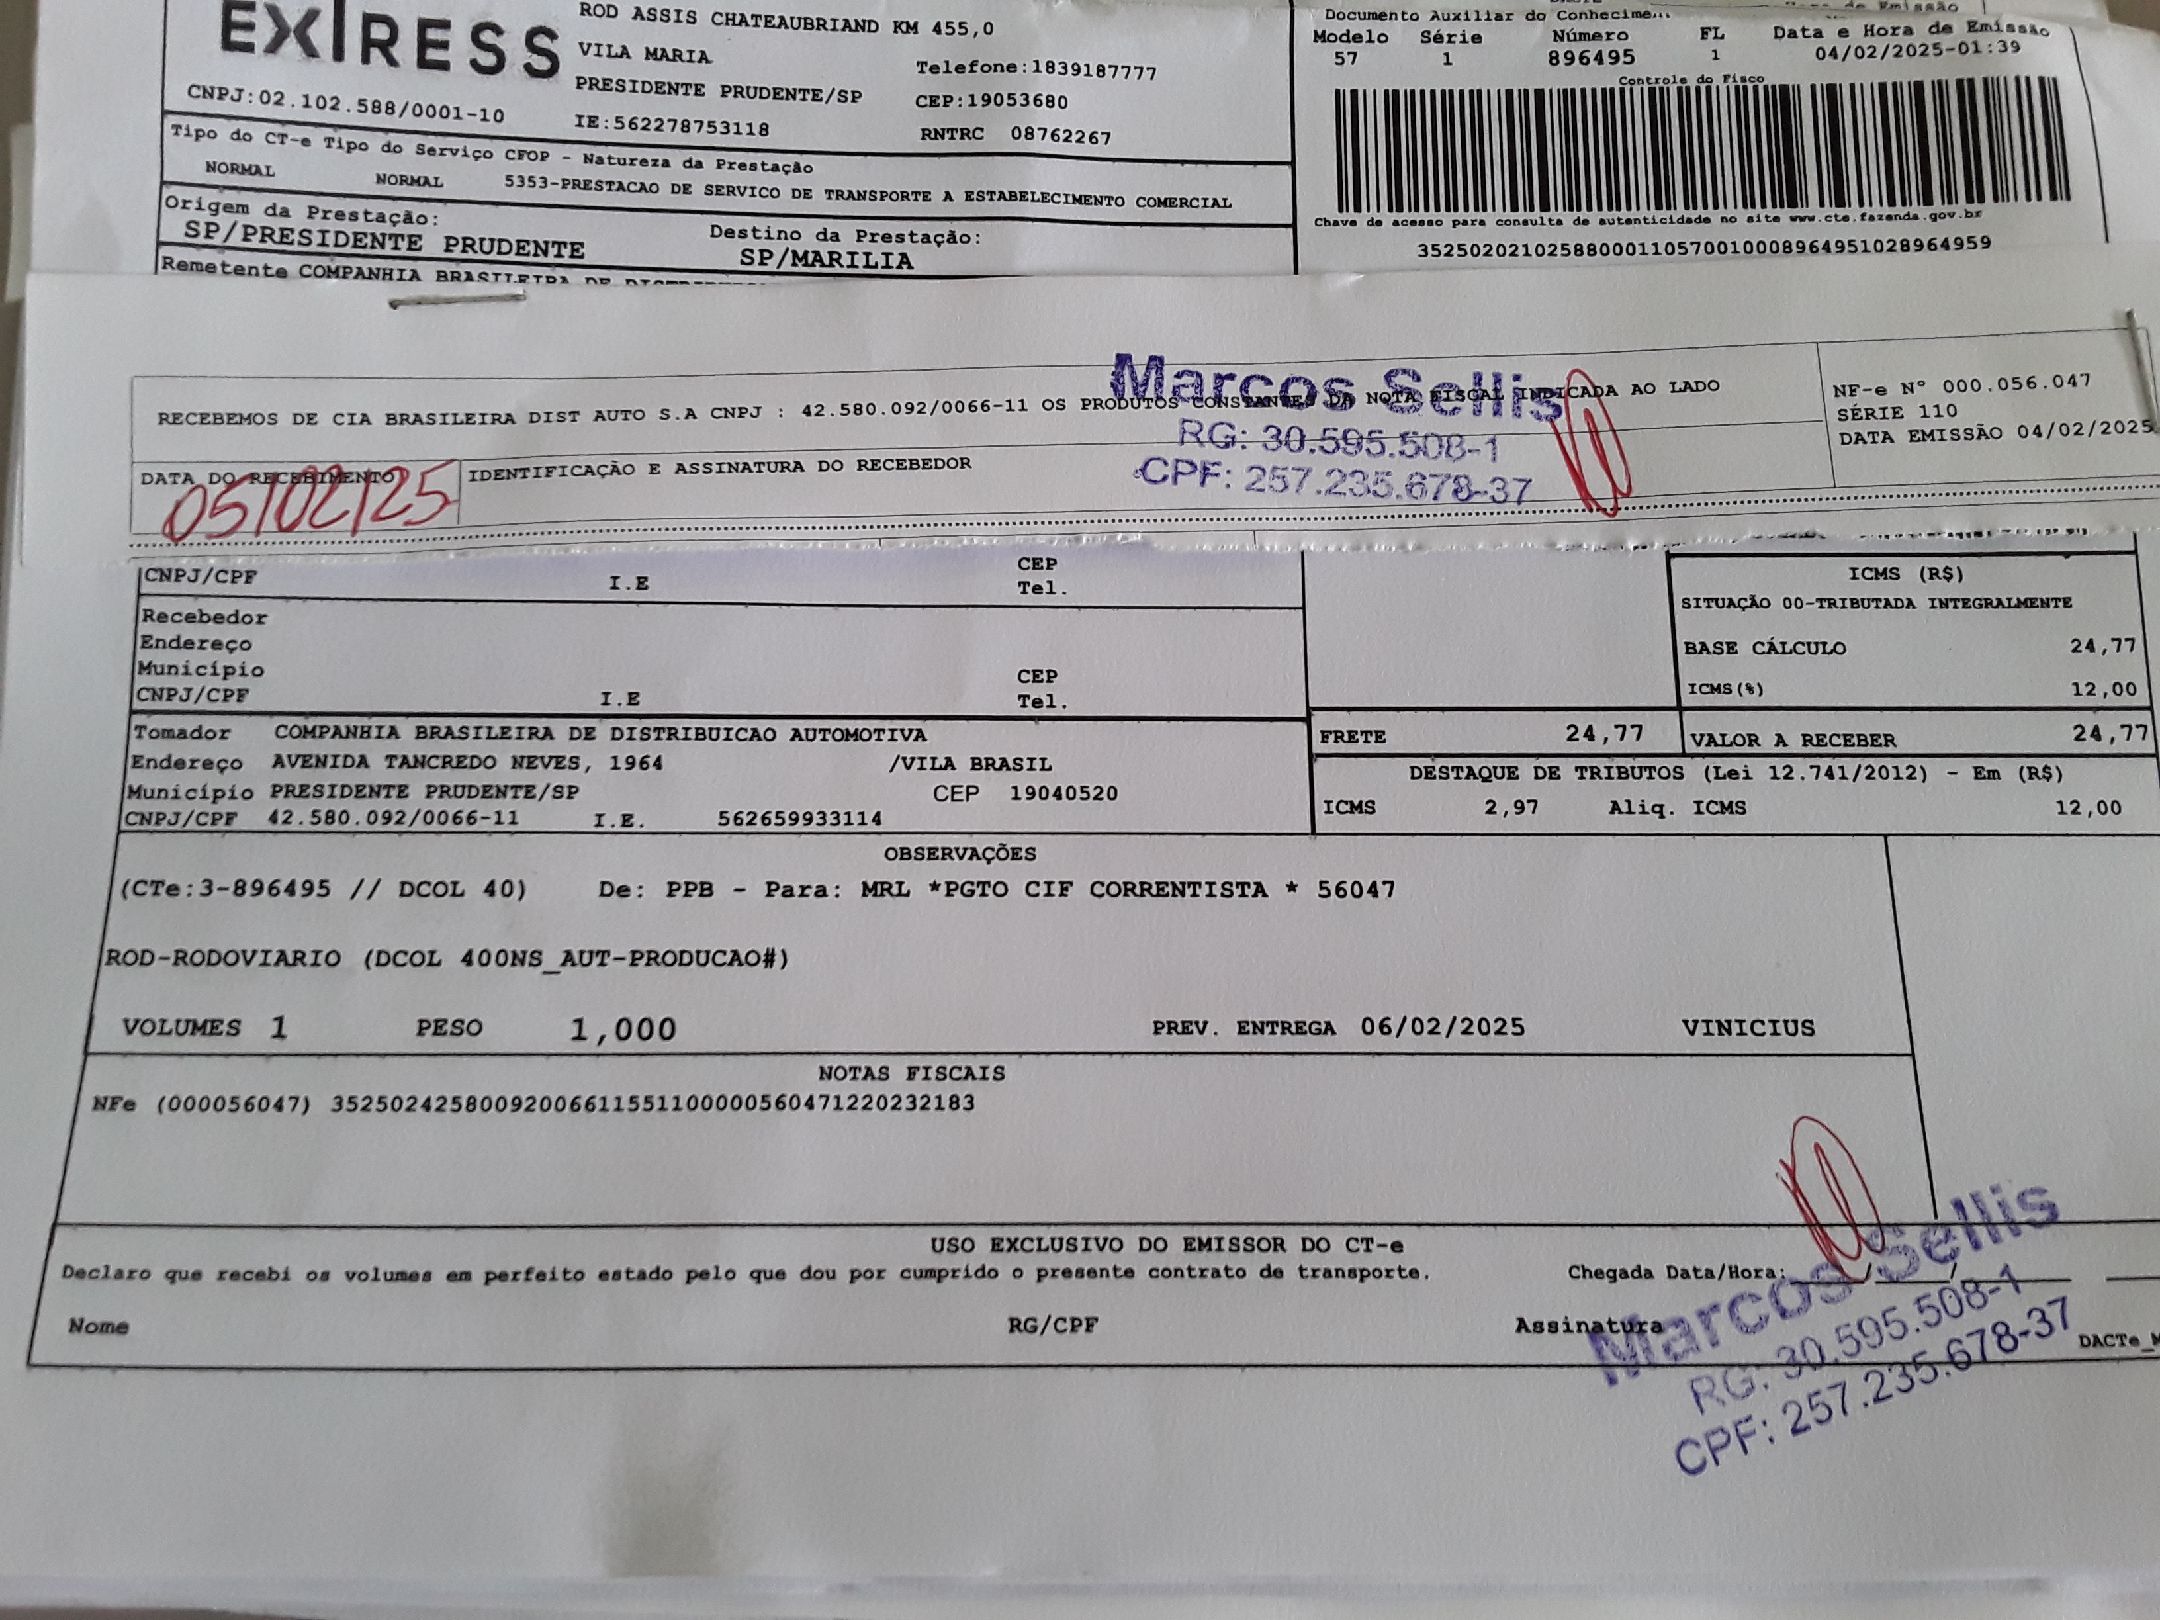 EXPRESS
ROD ASSIS CHATEAUBRIAND KM 455,0
VILA MARIA
Telefone:1839187777
PRESIDENTE PRUDENTE/SP
CEP:19053680
CNPJ:02.102.588/0001-10
IE:562278753118
RNTRC 08762267
Tipo do CT-e Tipo do Serviço CFOP - Natureza da Prestação
NORMAL NORMAL 5353-PRESTACAO DE SERVICO DE TRANSPORTE A ESTABELECIMENTO COMERCIAL
Origem da Prestação:
SP/PRESIDENTE PRUDENTE
Destino da Prestação:
SP/MARILIA
Remetente COMPANHIA BRASILEIRA DE
Documento Auxiliar do
Modelo Série Número FL Data e Hora de Emissão
57 1 896495 1 04/02/2025-01:39
Controle do Fisco
Chave de acesso para consulta de autenticidade no site www.cte.fazenda.gov.br
35250202102588000110570010008964951028964959
RECEBEMOS DE CIA BRASILEIRA DIST AUTO S.A CNPJ : 42.580.092/0066-11 OS PRODUTOS CONSTANTES DA NOTA FISCAL INDICADA AO LADO
Marcos Sellis
RG: 30.595.508-1
CPF: 257.235.678-37
NF-e Nº 000.056.047
SÉRIE 110
DATA EMISSÃO 04/02/2025
DATA DO RECEBIMENTO
05/02/25
IDENTIFICAÇÃO E ASSINATURA DO RECEBEDOR
CNPJ/CPF I.E CEP
Tel.
Recebedor
Endereço
Município CEP
CNPJ/CPF I.E Tel.
ICMS (R$)
SITUAÇÃO 00-TRIBUTADA INTEGRALMENTE
BASE CÁLCULO 24,77
ICMS(%) 12,00
Tomador COMPANHIA BRASILEIRA DE DISTRIBUICAO AUTOMOTIVA
Endereço AVENIDA TANCREDO NEVES, 1964 /VILA BRASIL
Município PRESIDENTE PRUDENTE/SP CEP 19040520
CNPJ/CPF 42.580.092/0066-11 I.E. 562659933114
FRETE 24,77 VALOR A RECEBER 24,77
DESTAQUE DE TRIBUTOS (Lei 12.741/2012) - Em (R$)
ICMS 2,97 Aliq. ICMS 12,00
OBSERVAÇÕES
(CTe:3-896495 // DCOL 40) De: PPB - Para: MRL *PGTO CIF CORRENTISTA * 56047
ROD-RODOVIARIO (DCOL 400NS_AUT-PRODUCAO#)
VOLUMES 1 PESO 1,000 PREV. ENTREGA 06/02/2025 VINICIUS
NOTAS FISCAIS
NFe (000056047) 35250242580092006611551100000560471220232183
USO EXCLUSIVO DO EMISSOR DO CT-e
Declaro que recebi os volumes em perfeito estado pelo que dou por cumprido o presente contrato de transporte. Chegada Data/Hora: / /
Nome RG/CPF Assinatura
Marcos Sellis
RG: 30.595.508-1
CPF: 257.235.678-37
DACTe_M